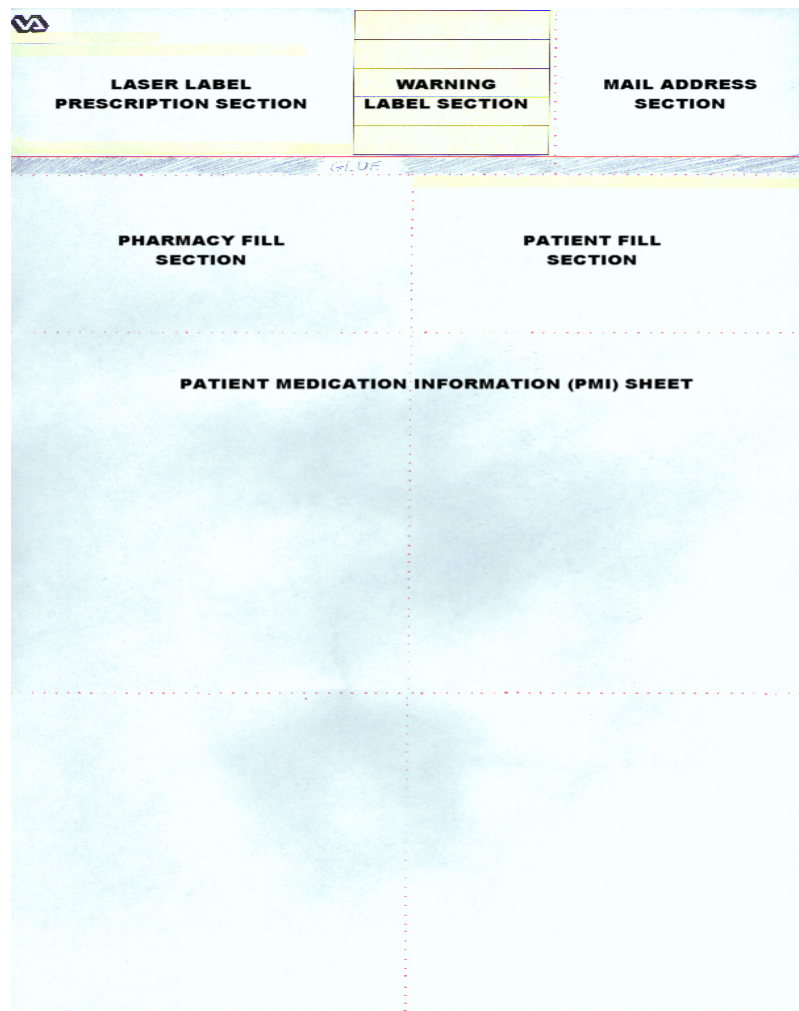 VA
LASER LABEL
PRESCRIPTION SECTION
WARNING
LABEL SECTION
MAIL ADDRESS
SECTION
GLUE
PHARMACY FILL
SECTION
PATIENT FILL
SECTION
PATIENT MEDICATION INFORMATION (PMI) SHEET